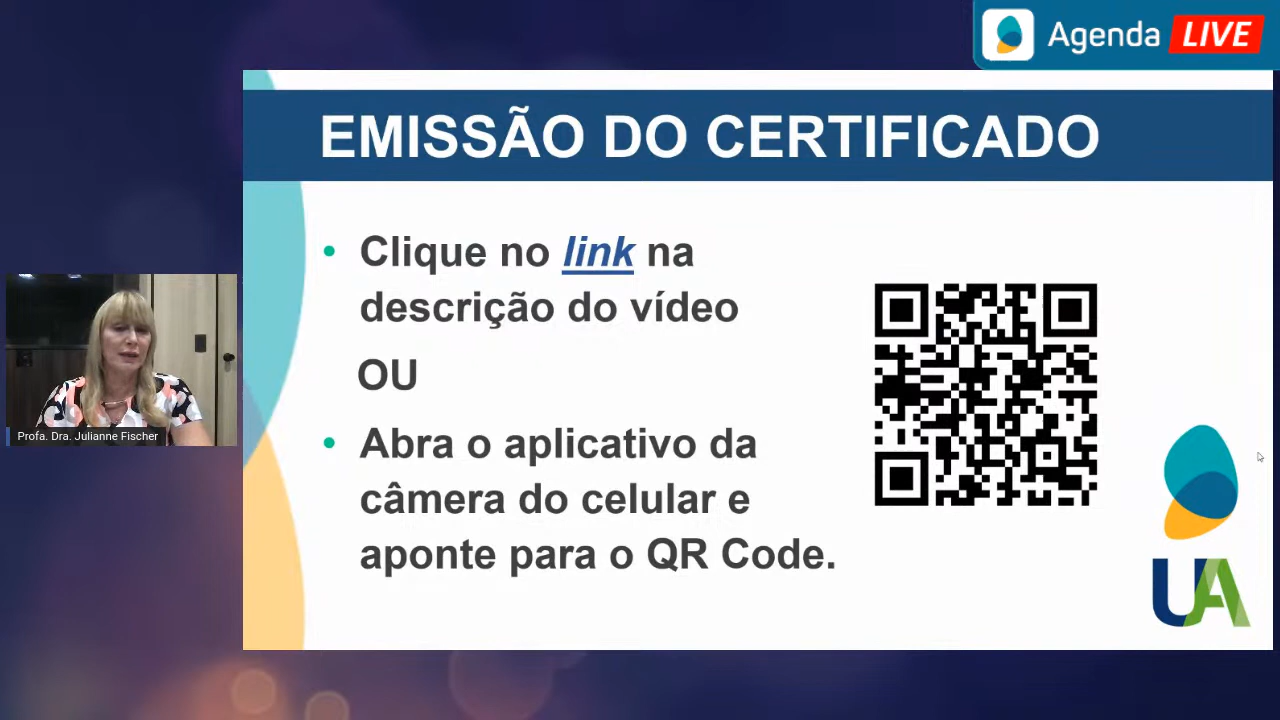 Agenda LIVE
EMISSÃO DO CERTIFICADO
• Clique no link na
descrição do vídeo
OU
• Abra o aplicativo da
câmera do celular e
aponte para o QR Code.
Profa. Dra. Julianne Fischer
UA